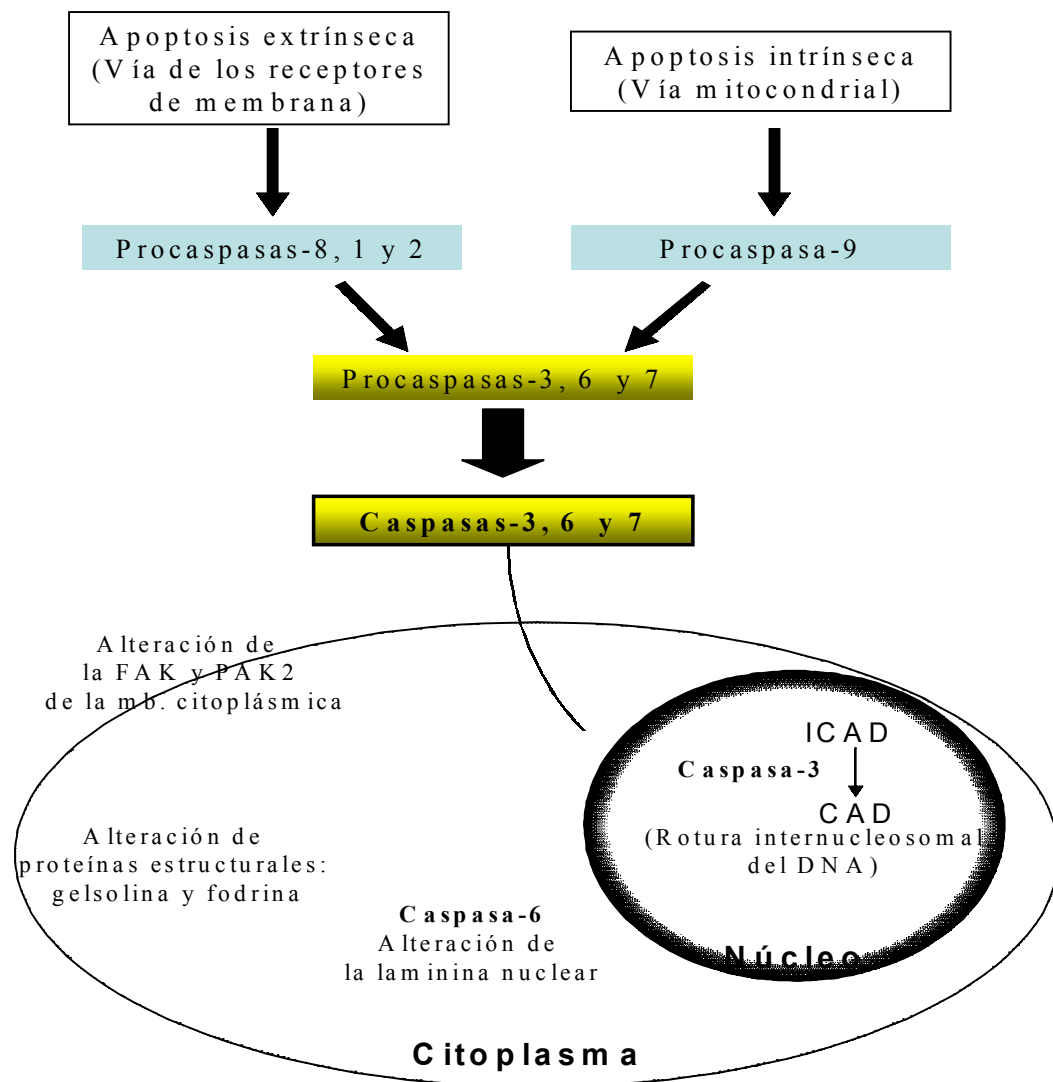 Apoptosis extrínseca
(Vía de los receptores
de membrana)
Apoptosis intrínseca
(Vía mitocondrial)
Procaspasas-8, 1 y 2
Procaspasa-9
Procaspasas-3, 6 y 7
Caspasas-3, 6 y 7
Alteración de
la FAK y PAK2
de la mb. citoplásmica
ICAD
Caspasa-3
CAD
(Rotura internucleosomal
del DNA)
Alteración de
proteínas estructurales:
gelsolina y fodrina
Caspasa-6
Alteración de
la laminina nuclear
Núcleo
Citoplasma